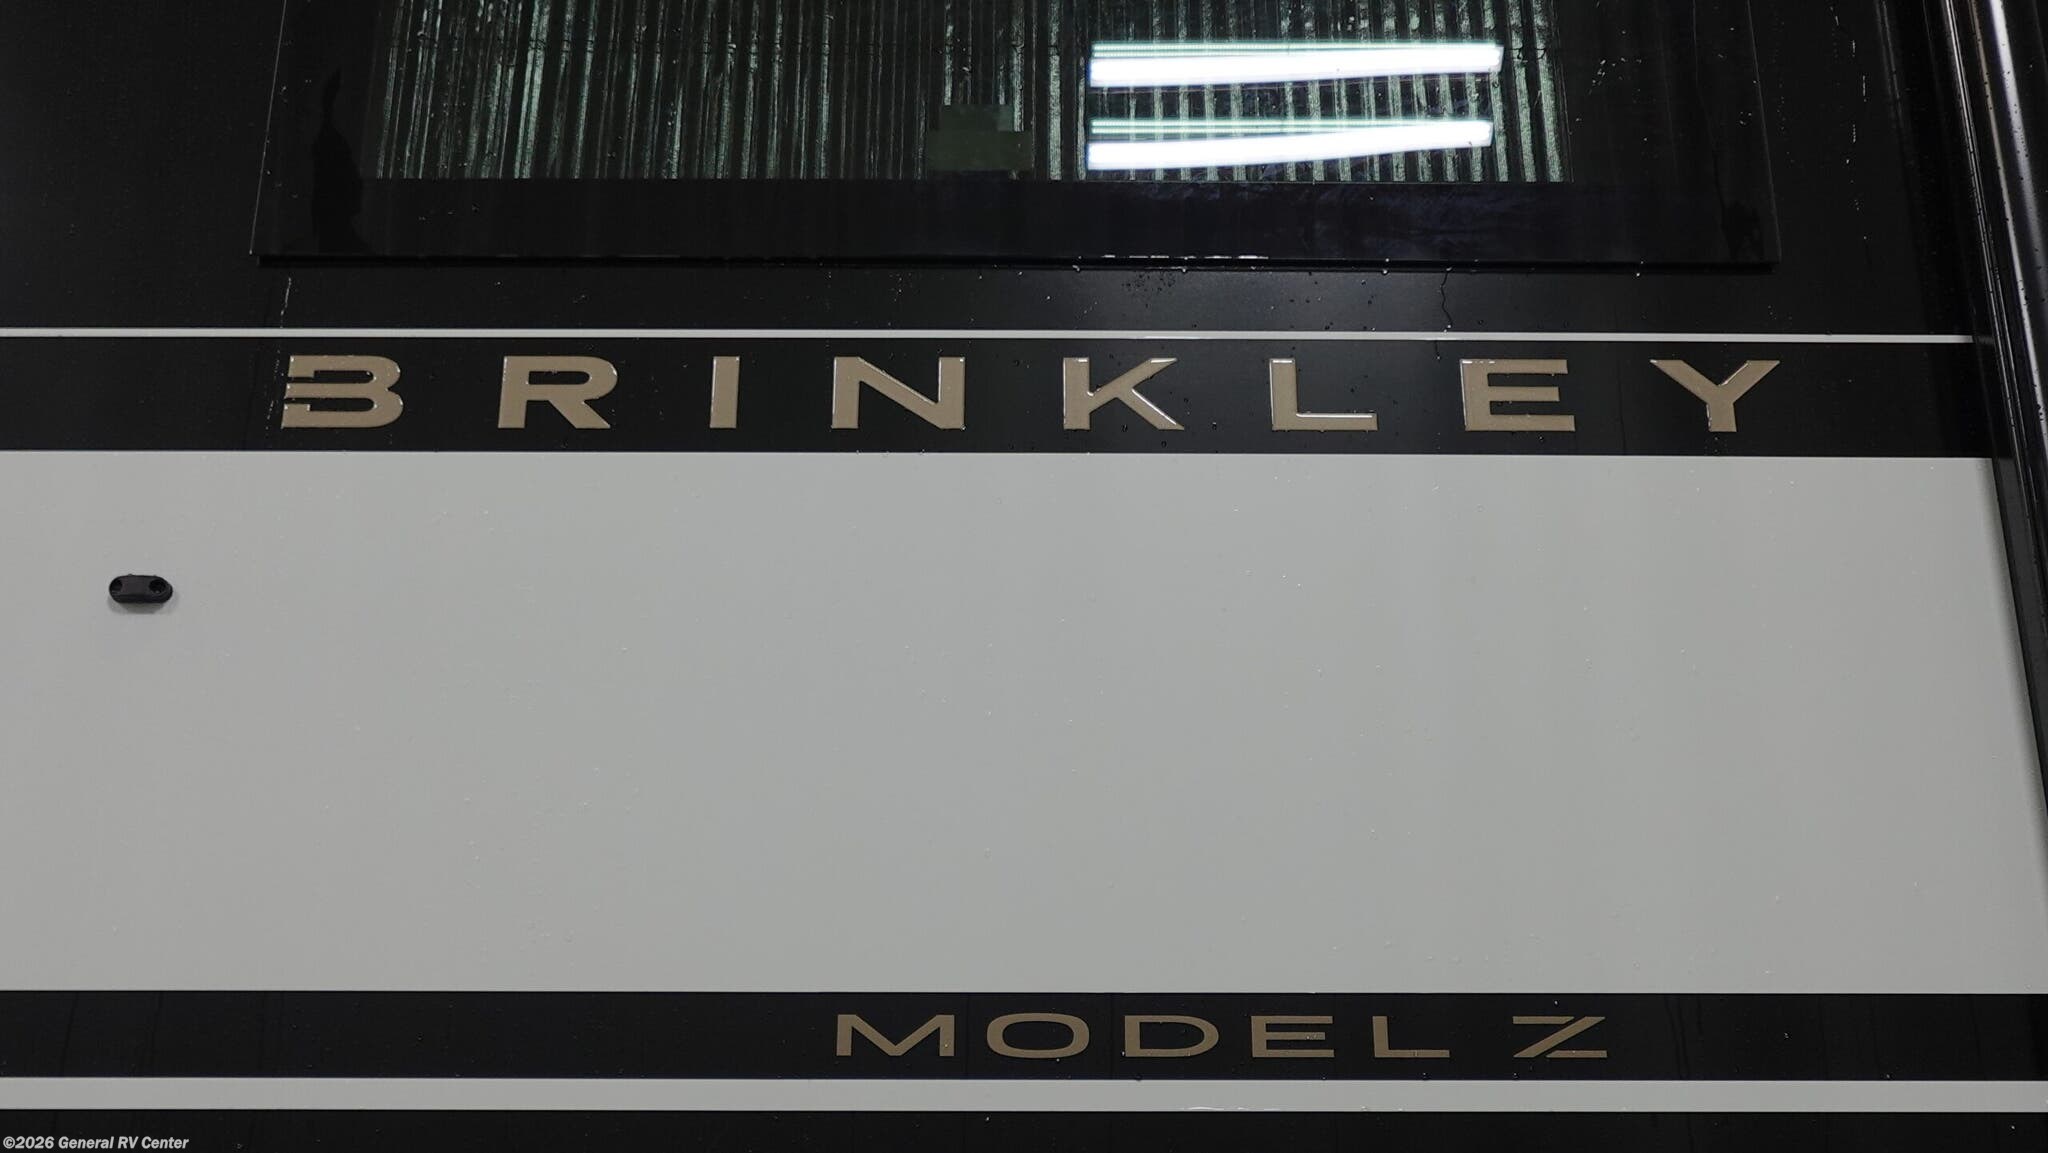 BRINKLEY
MODEL Z
©2026 General RV Center